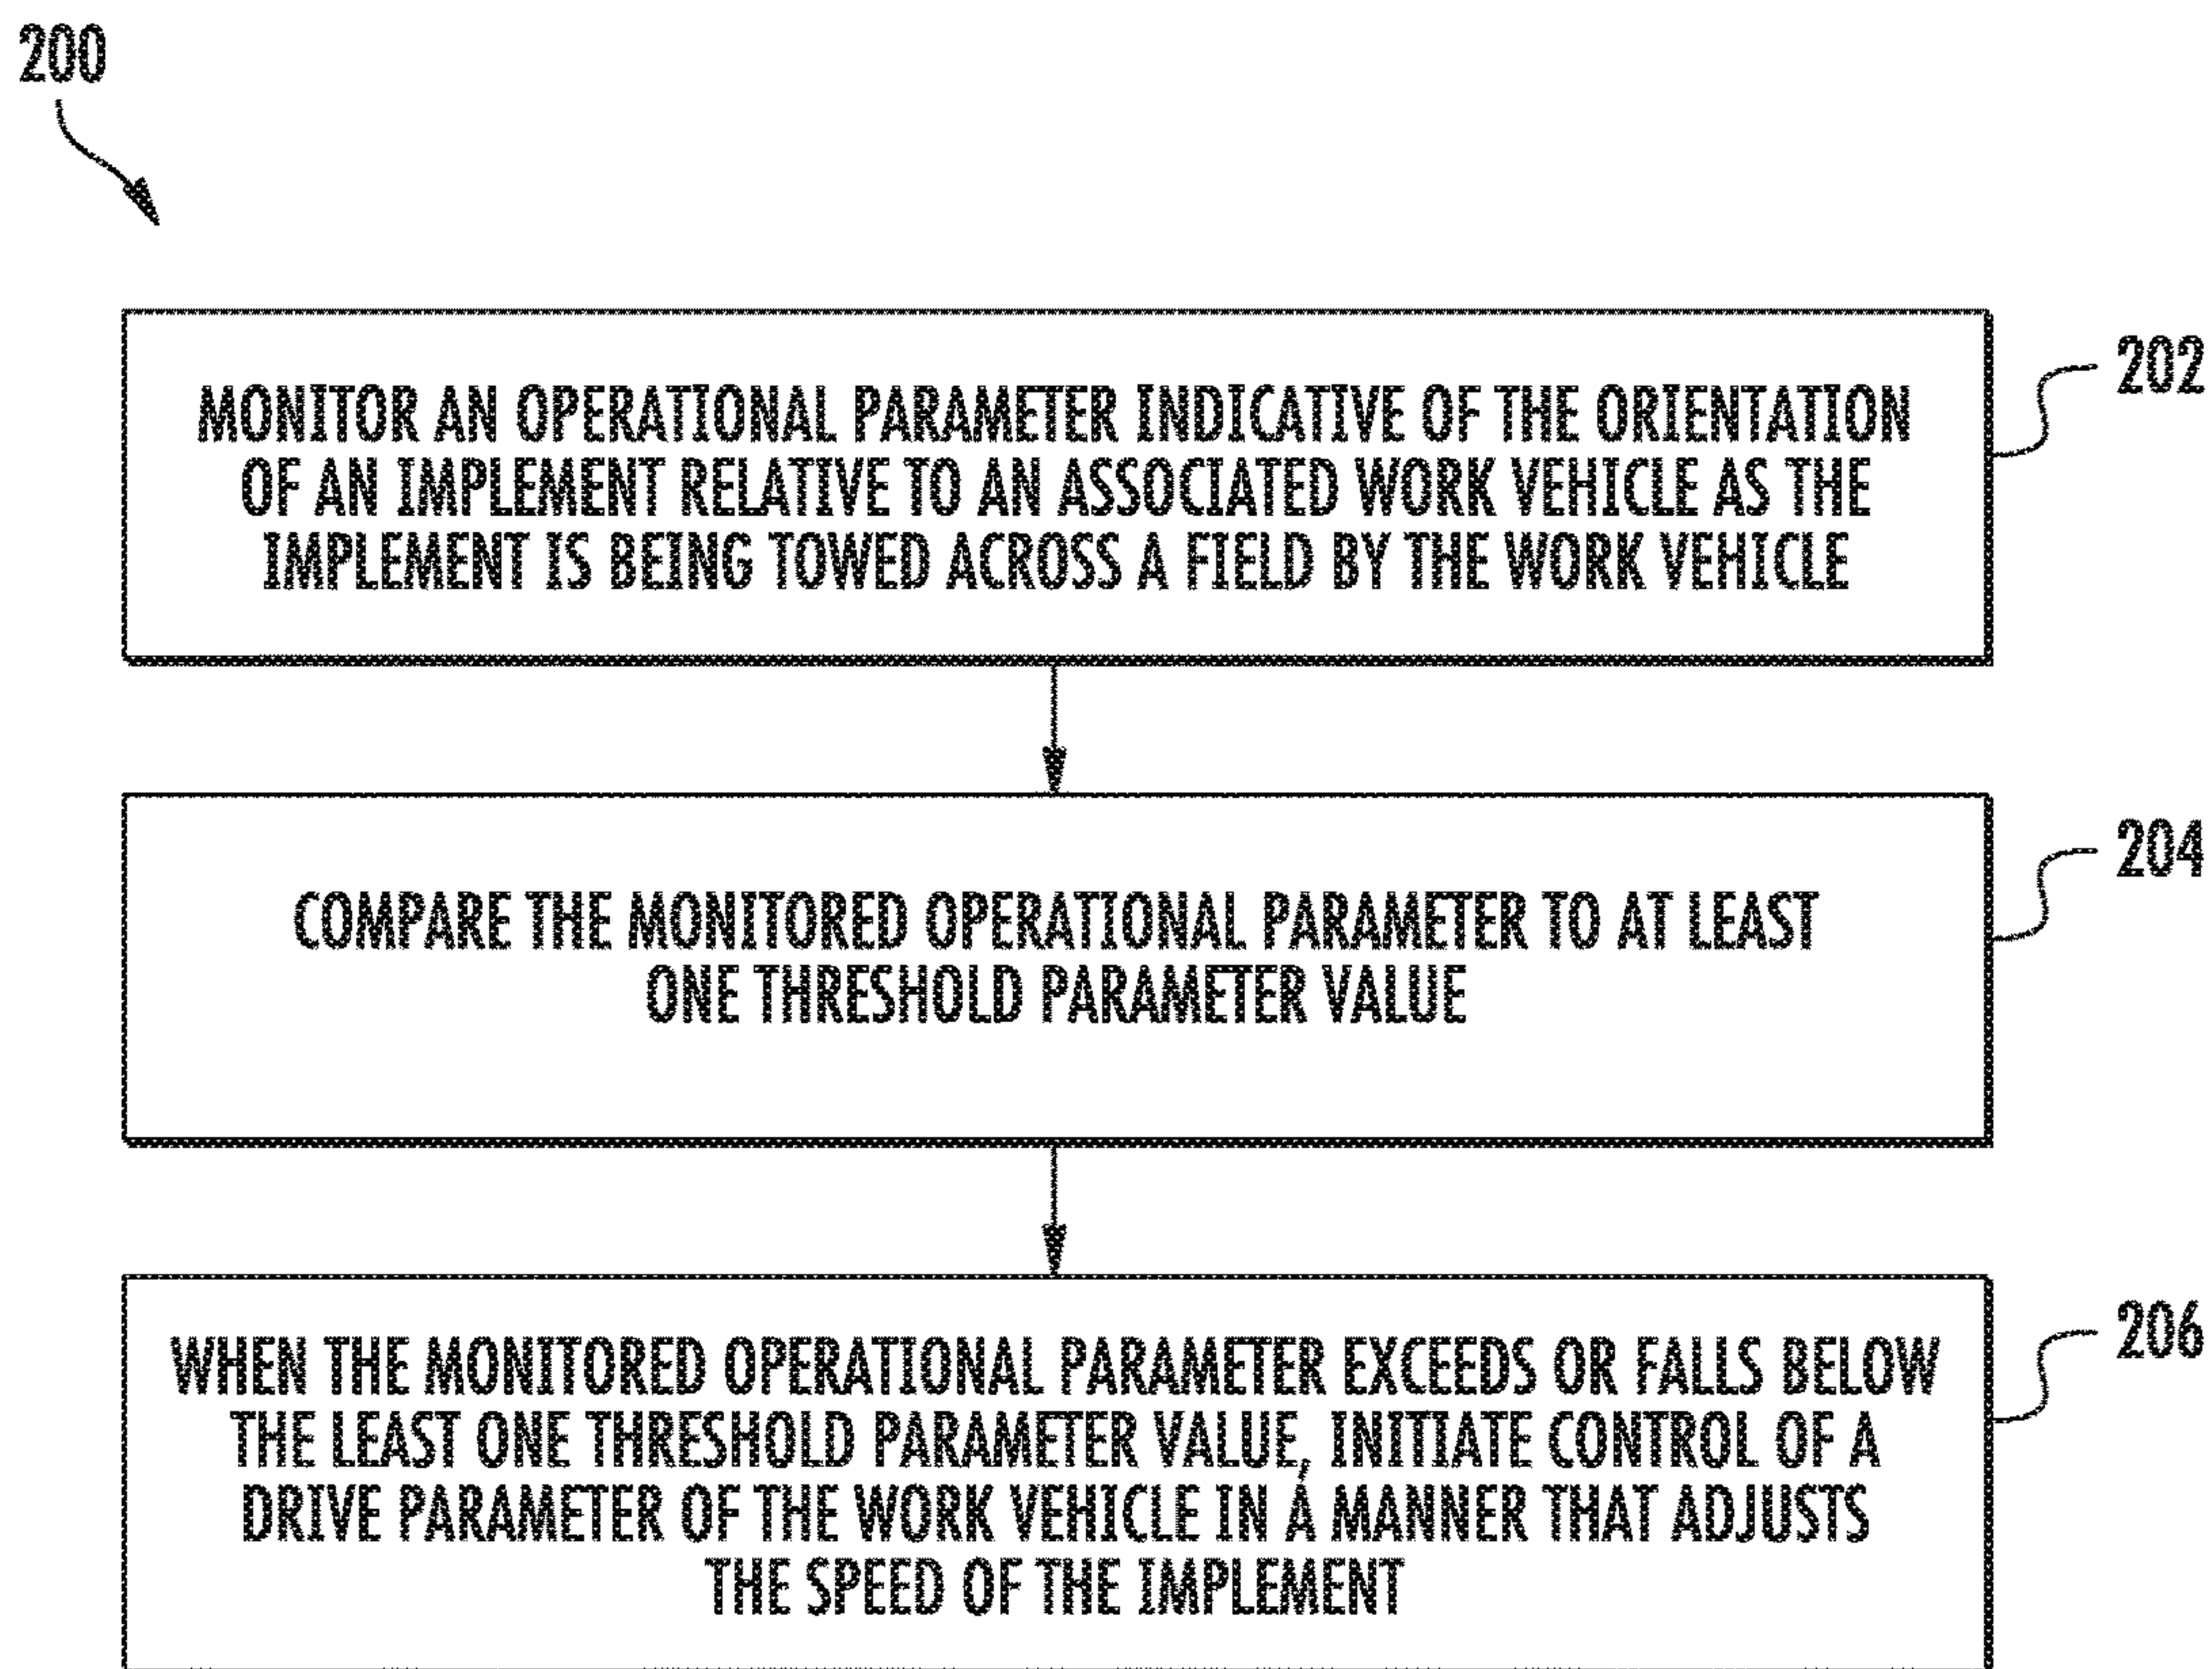 200
MONITOR AN OPERATIONAL PARAMETER INDICATIVE OF THE ORIENTATION
OF AN IMPLEMENT RELATIVE TO AN ASSOCIATED WORK VEHICLE AS THE
IMPLEMENT IS BEING TOWED ACROSS A FIELD BY THE WORK VEHICLE
202
COMPARE THE MONITORED OPERATIONAL PARAMETER TO AT LEAST
ONE THRESHOLD PARAMETER VALUE
204
WHEN THE MONITORED OPERATIONAL PARAMETER EXCEEDS OR FALLS BELOW
THE LEAST ONE THRESHOLD PARAMETER VALUE, INITIATE CONTROL OF A
DRIVE PARAMETER OF THE WORK VEHICLE IN A MANNER THAT ADJUSTS
THE SPEED OF THE IMPLEMENT
206